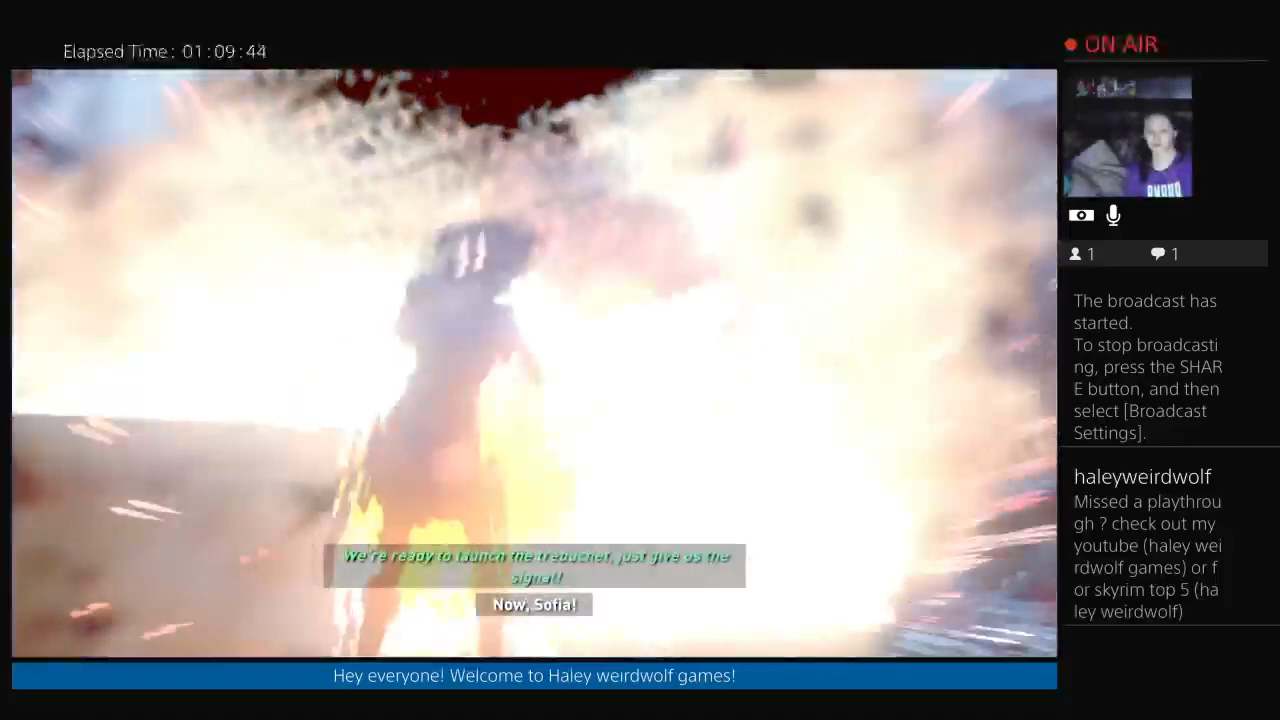 Elapsed Time: 01:09:44
ON AIR
1 1
The broadcast has
started.
To stop broadcasti
ng, press the SHAR
E button, and then
select [Broadcast
Settings].
haleyweirdwolf
Missed a playthrou
gh ? check out my
youtube (haley wei
rdwolf games) or f
or skyrim top 5 (ha
ley weirdwolf)
We're ready to launch the trebuchet, just give us the
signal!
Now, Sofia!
Hey everyone! Welcome to Haley weirdwolf games!